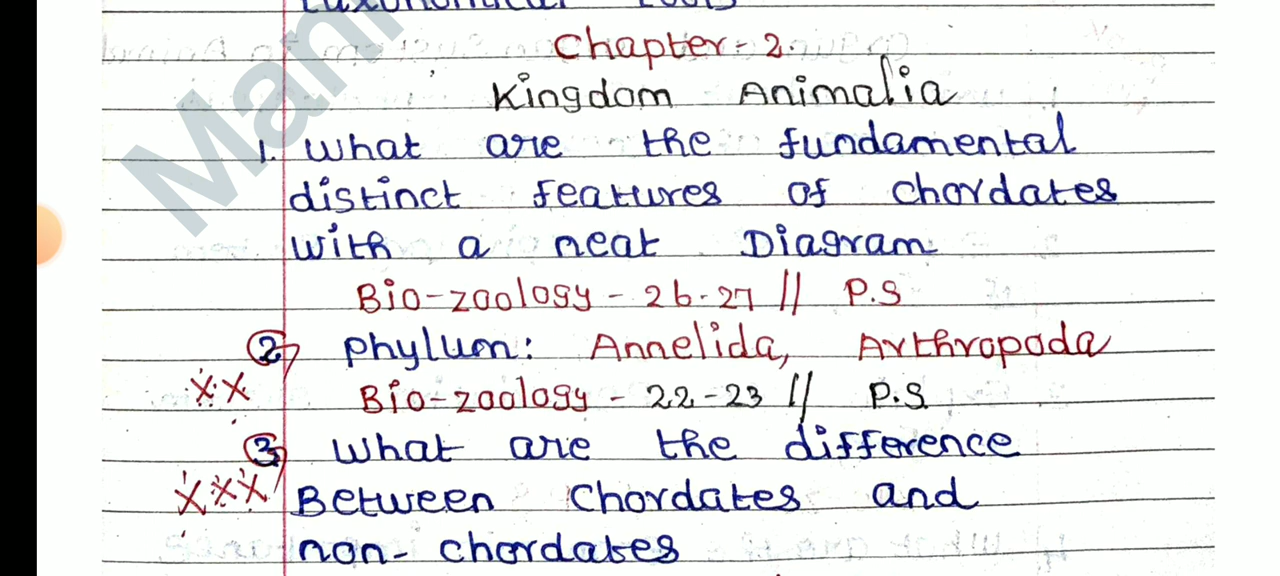 Chapter - 2.
Kingdom Animalia
1. What are the fundamental
distinct features of chordates
with a neat Diagram.
Bio-zoology - 26-27 // P.S
② Phylum: Annelida, Arthropoda
Bio-zoology - 22-23 // P.S.
③ What are the difference
Between chordates and
non- chordates